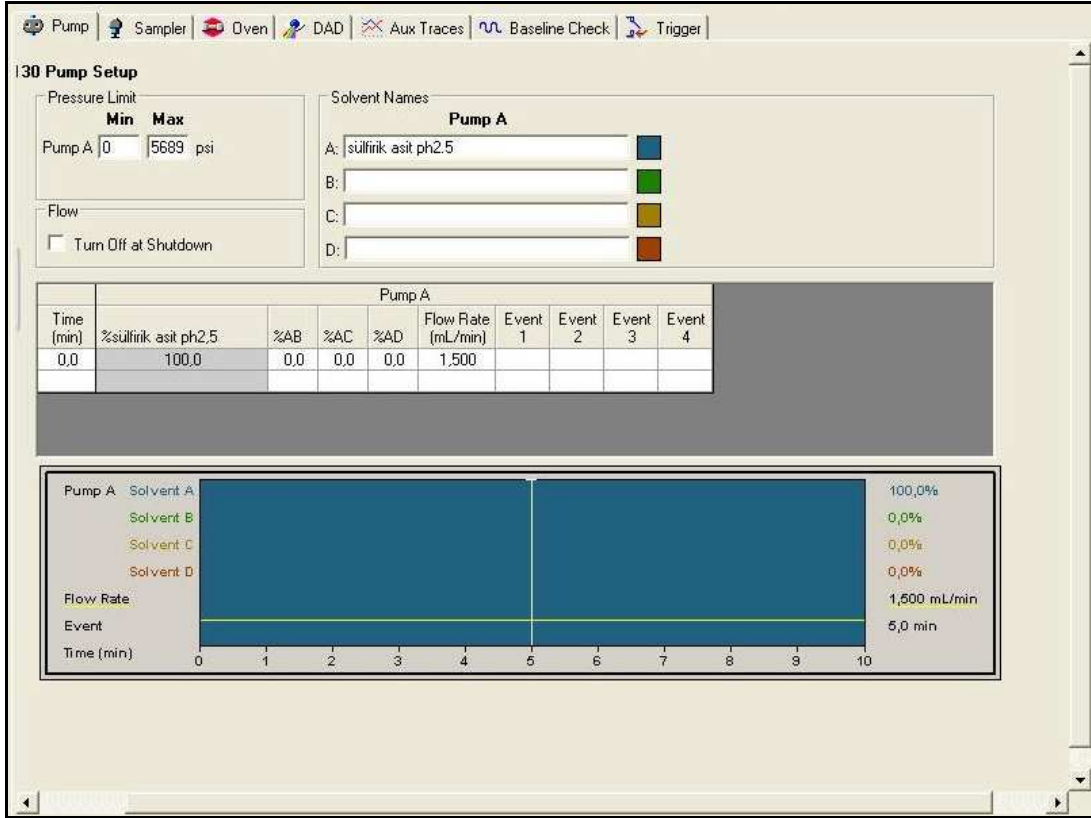 Pump Sampler Oven DAD Aux Traces Baseline Check Trigger
30 Pump Setup
Pressure Limit
Min Max
Pump A 0 5689 psi
Flow
Turn Off at Shutdown
Solvent Names
Pump A
A: sülfirik asit ph2.5
B:
C:
D:
Pump A
Time (min) %sülfirik asit ph2,5 %AB %AC %AD Flow Rate (mL/min) Event 1 Event 2 Event 3 Event 4
0,0 100,0 0,0 0,0 0,0 1,500
Pump A Solvent A 100,0%
Solvent B 0,0%
Solvent C 0,0%
Solvent D 0,0%
Flow Rate 1,500 mL/min
Event 5,0 min
Time (min) 0 1 2 3 4 5 6 7 8 9 10